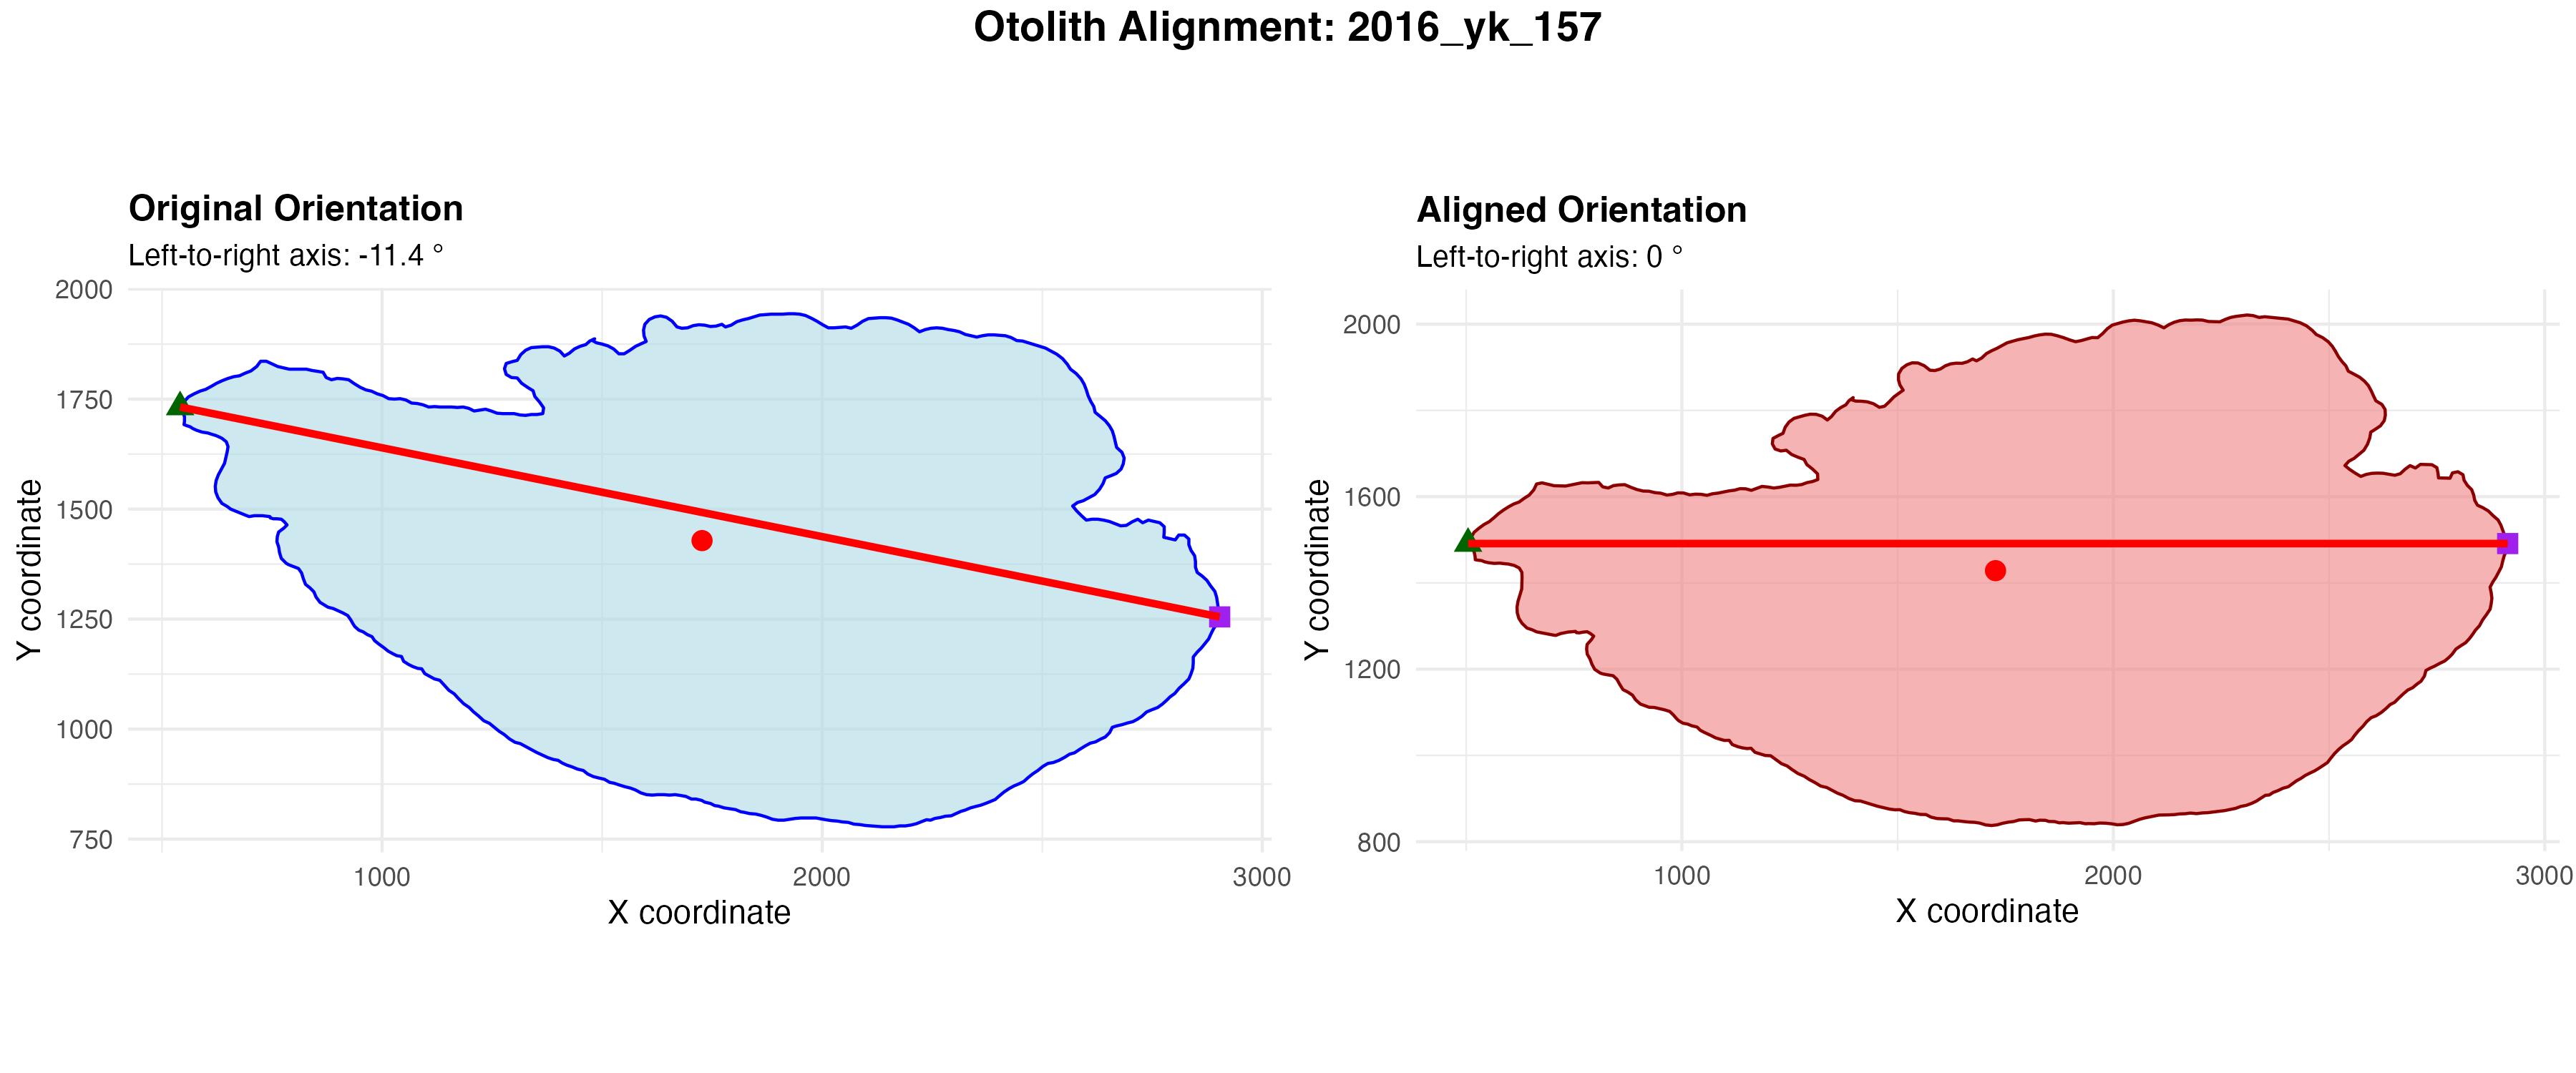 Otolith Alignment: 2016_yk_157
Original Orientation
Left-to-right axis: -11.4 °
2000
1750
1500
1250
1000
750
Y coordinate
1000
2000
3000
X coordinate
Aligned Orientation
Left-to-right axis: 0 °
2000
1600
1200
800
Y coordinate
1000
2000
3000
X coordinate